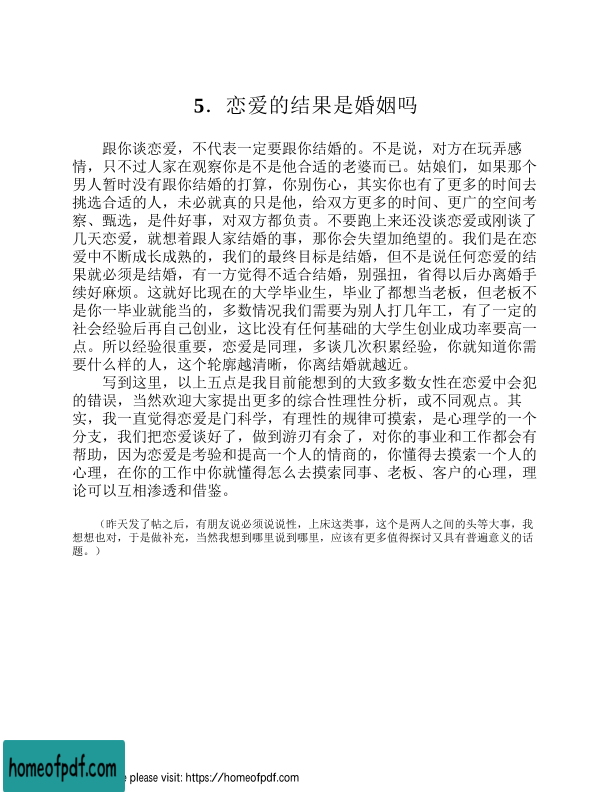 5．恋爱的结果是婚姻吗
跟你谈恋爱，不代表一定要跟你结婚的。不是说，对方在玩弄感
情，只不过人家在观察你是不是他合适的老婆而已。姑娘们，如果那个
男人暂时没有跟你结婚的打算，你别伤心，其实你也有了更多的时间去
挑选合适的人，未必就真的只是他，给双方更多的时间、更广的空间考
察、甄选，是件好事，对双方都负责。不要跑上来还没谈恋爱或刚谈了
几天恋爱，就想着跟人家结婚的事，那你会失望加绝望的。我们是在恋
爱中不断成长成熟的，我们的最终目标是结婚，但不是说任何恋爱的结
果就必须是结婚，有一方觉得不适合结婚，别强扭，省得以后办离婚手
续好麻烦。这就好比现在的大学毕业生，毕业了都想当老板，但老板不
是你一毕业就能当的，多数情况我们需要为别人打几年工，有了一定的
社会经验后再自己创业，这比没有任何基础的大学生创业成功率要高一
点。所以经验很重要，恋爱是同理，多谈几次积累经验，你就知道你需
要什么样的人，这个轮廓越清晰，你离结婚就越近。
写到这里，以上五点是我目前能想到的大致多数女性在恋爱中会犯
的错误，当然欢迎大家提出更多的综合性理性分析，或不同观点。其
实，我一直觉得恋爱是门科学，有理性的规律可摸索，是心理学的一个
分支，我们把恋爱谈好了，做到游刃有余了，对你的事业和工作都会有
帮助，因为恋爱是考验和提高一个人的情商的，你懂得去摸索一个人的
心理，在你的工作中你就懂得怎么去摸索同事、老板、客户的心理，理
论可以互相渗透和借鉴。
（昨天发了帖之后，有朋友说必须说说性，上床这类事，这个是两人之间的头等大事，我
想想也对，于是做补充，当然我想到哪里说到哪里，应该有更多值得探讨又具有普遍意义的话
题。）
homeofpdf.com
e please visit: https://homeofpdf.com